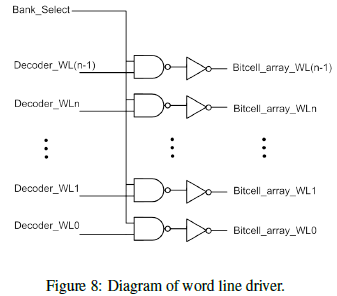 Bank_Select
Decoder_WL(n-1)
Bitcell_array_WL(n-1)
Decoder_WLn
Bitcell_array_WLn
Decoder_WL1
Bitcell_array_WL1
Decoder_WL0
Bitcell_array_WL0
Figure 8: Diagram of word line driver.